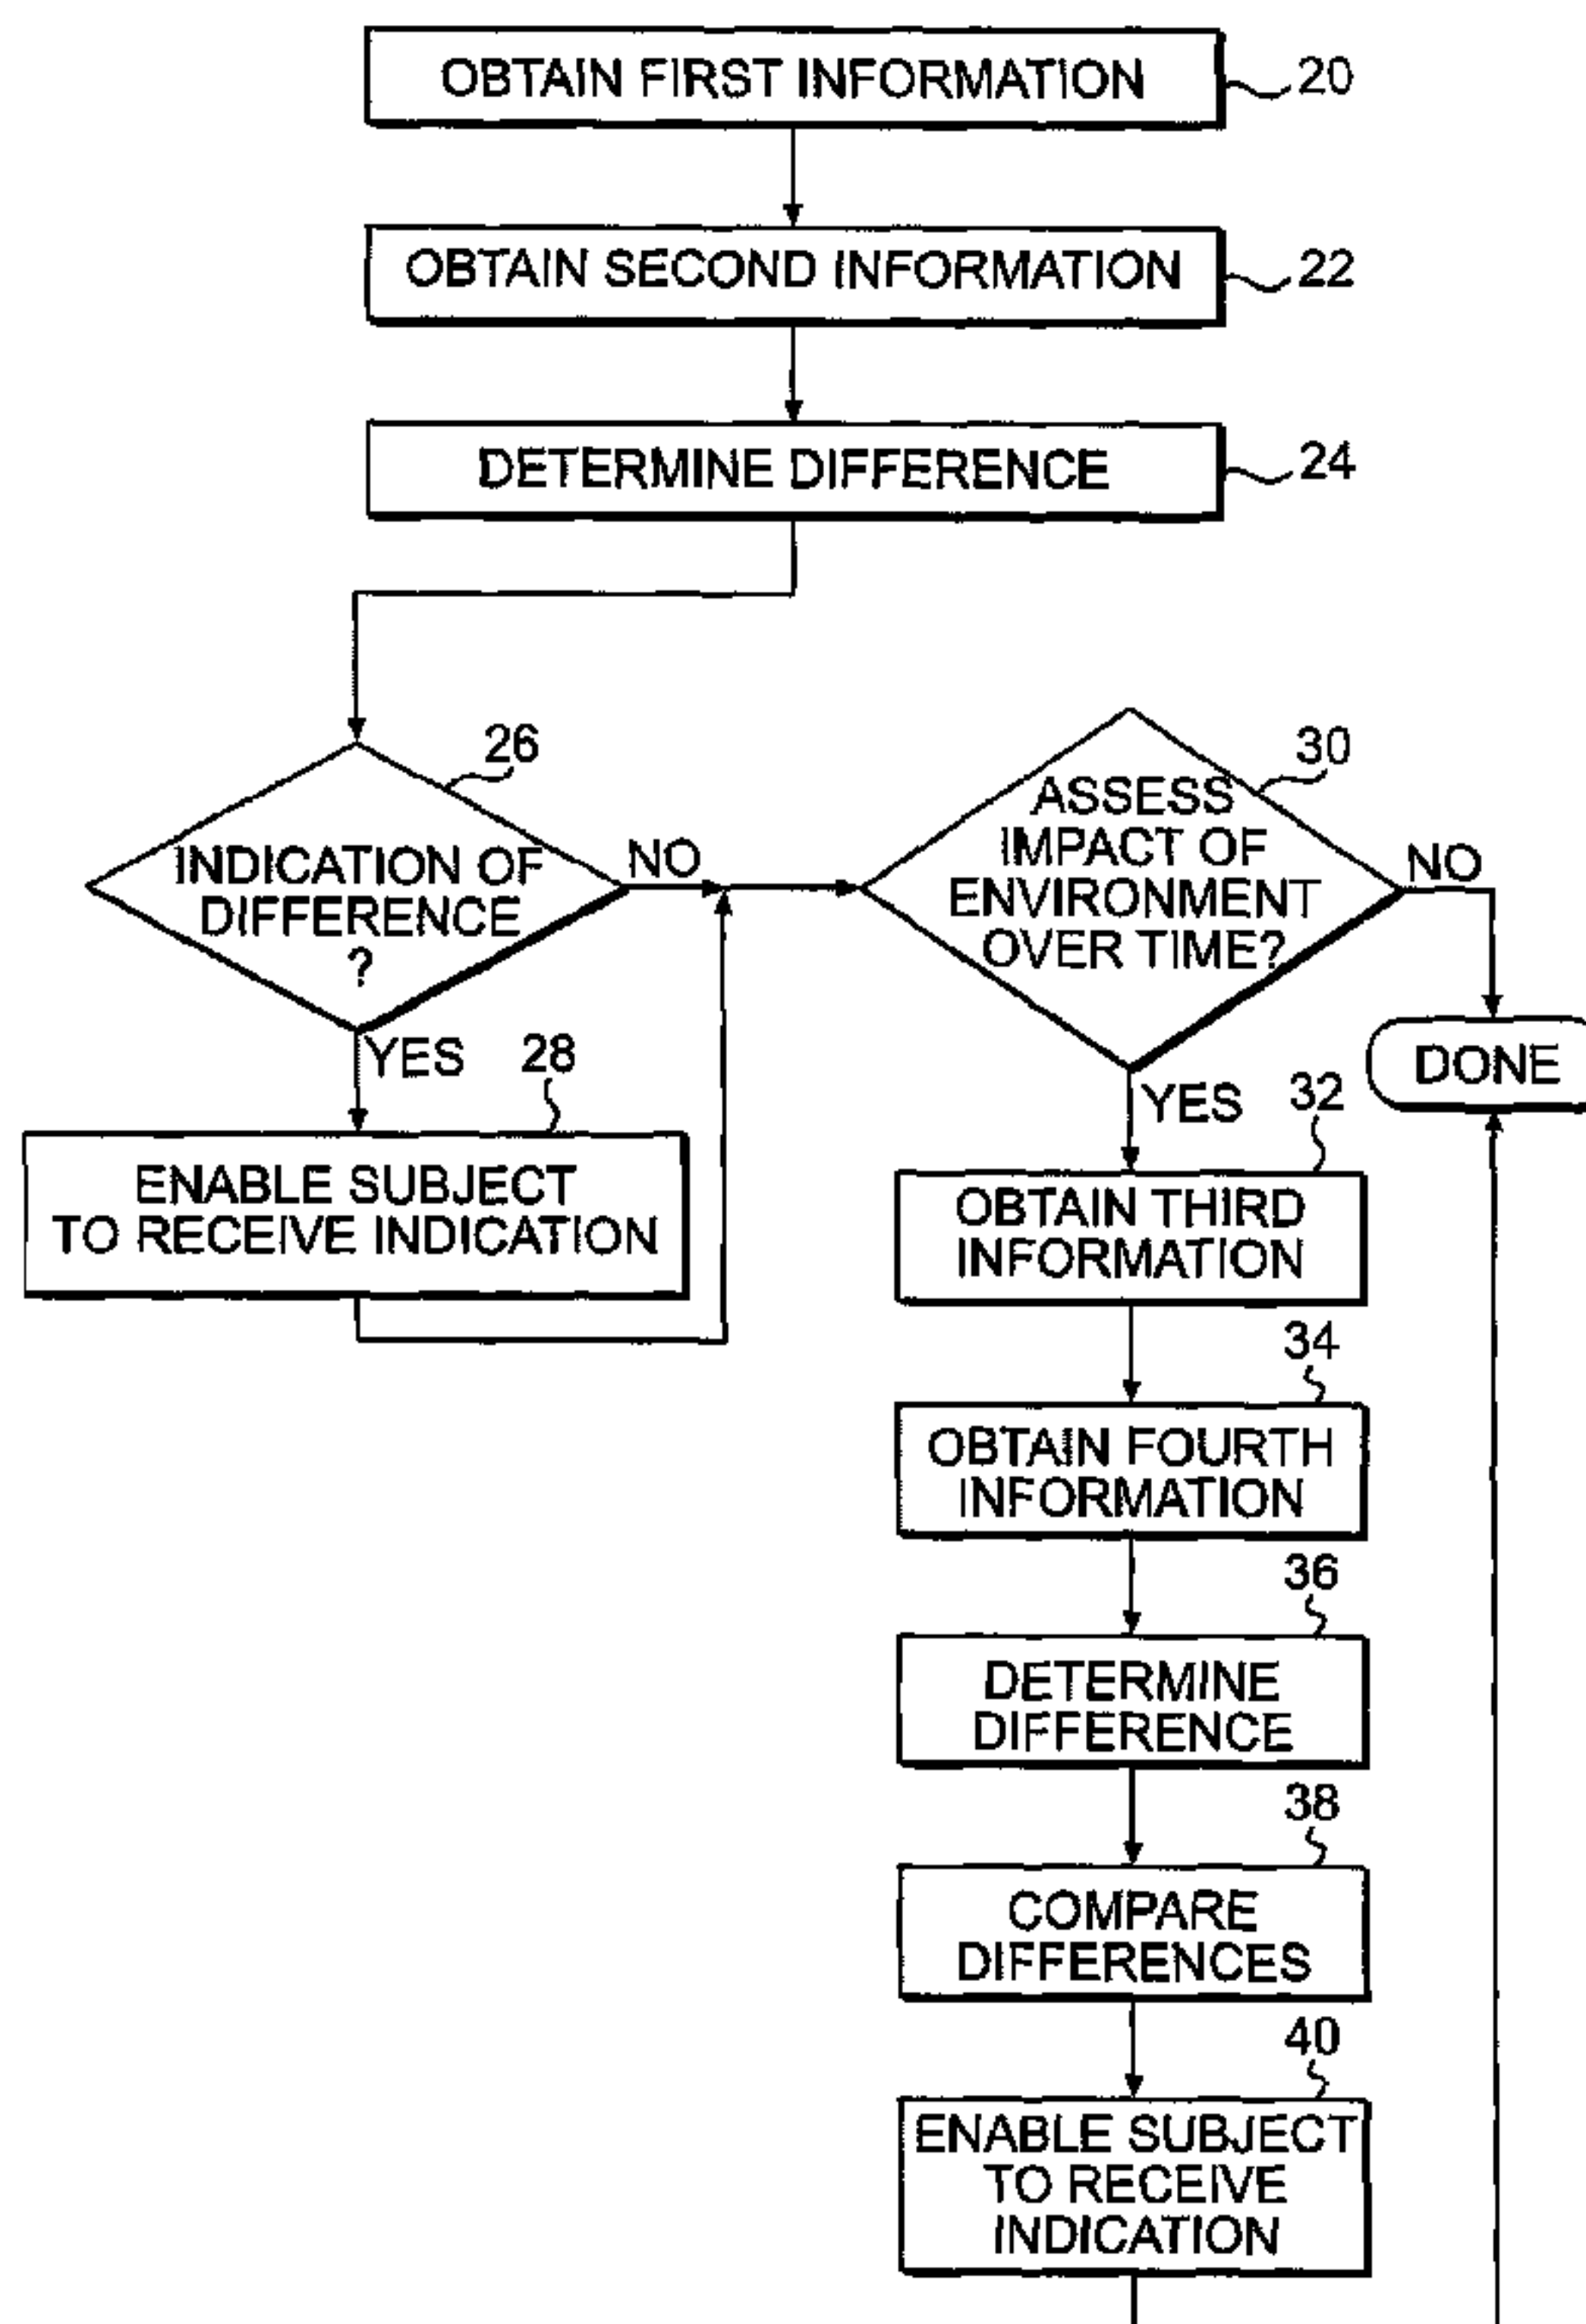 OBTAIN FIRST INFORMATION
20
OBTAIN SECOND INFORMATION
22
DETERMINE DIFFERENCE
24
26
INDICATION OF
DIFFERENCE
?
NO
YES
28
ENABLE SUBJECT
TO RECEIVE INDICATION
30
ASSESS
IMPACT OF
ENVIRONMENT
OVER TIME?
NO
DONE
YES
32
OBTAIN THIRD
INFORMATION
34
OBTAIN FOURTH
INFORMATION
36
DETERMINE
DIFFERENCE
38
COMPARE
DIFFERENCES
40
ENABLE SUBJECT
TO RECEIVE
INDICATION